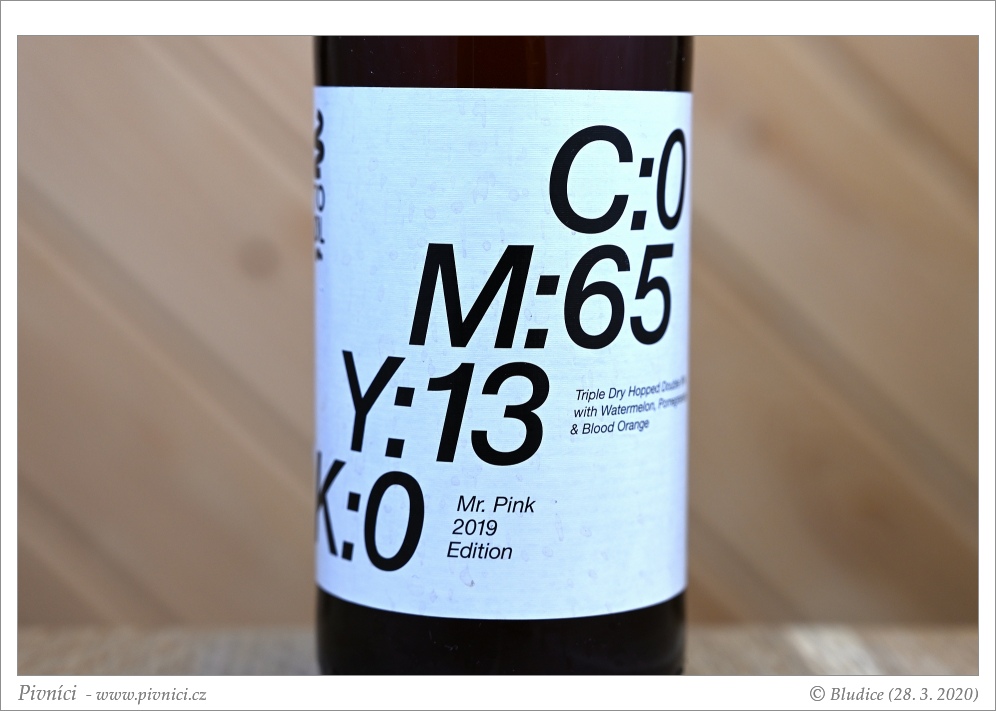 C:0
M:65
Y:13
Triple Dry Hopped Double
with Watermelon,
& Blood Orange
K:0
Mr. Pink
2019
Edition
Pivníci - www.pivnici.cz
© Bludice (28. 3. 2020)